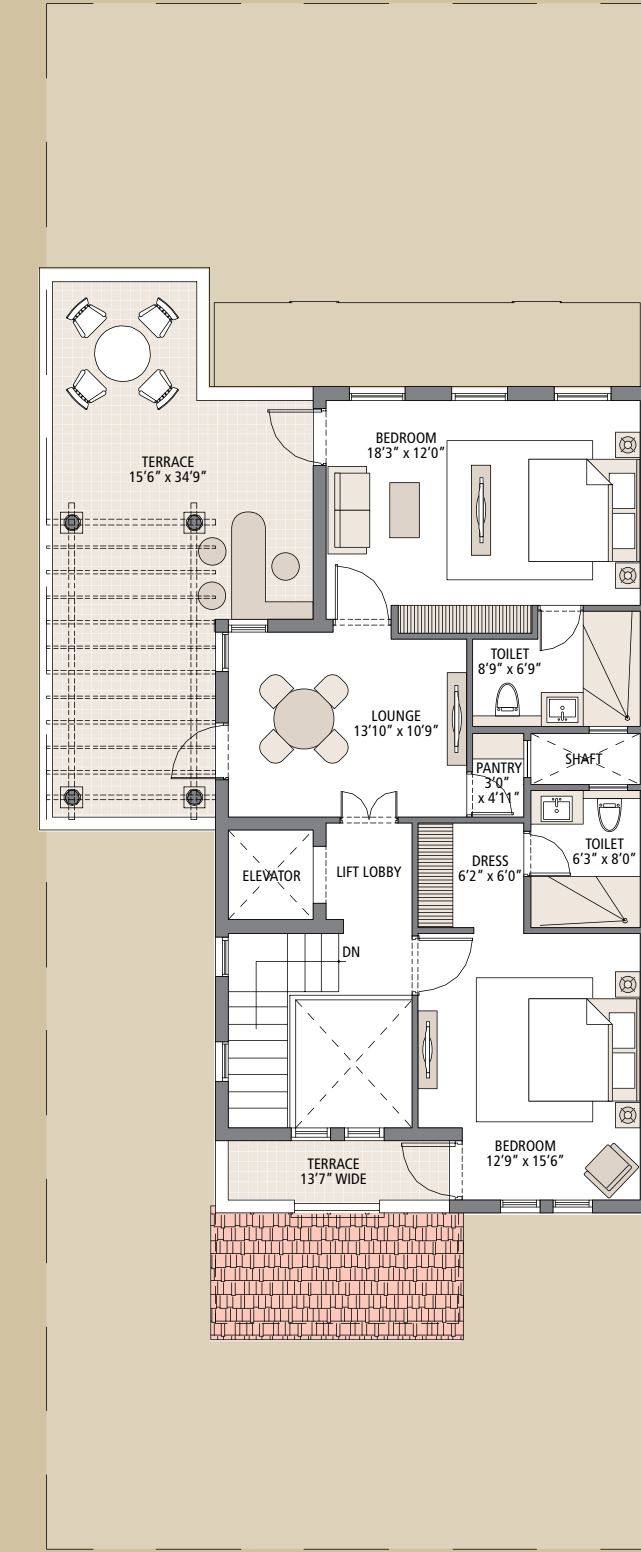 BEDROOM
18'3” x 12'0”
TERRACE
15'6” x 34'9”
TOILET
8'9” x 6'9”
LOUNGE
13'10” x 10'9”
SHAFT
PANTRY
3'0”
x 4'11”
TOILET
6'3” x 8'0”
DRESS
6'2” x 6'0”
ELEVATOR
LIFT LOBBY
DN
BEDROOM
12'9” x 15'6”
TERRACE
13'7” WIDE